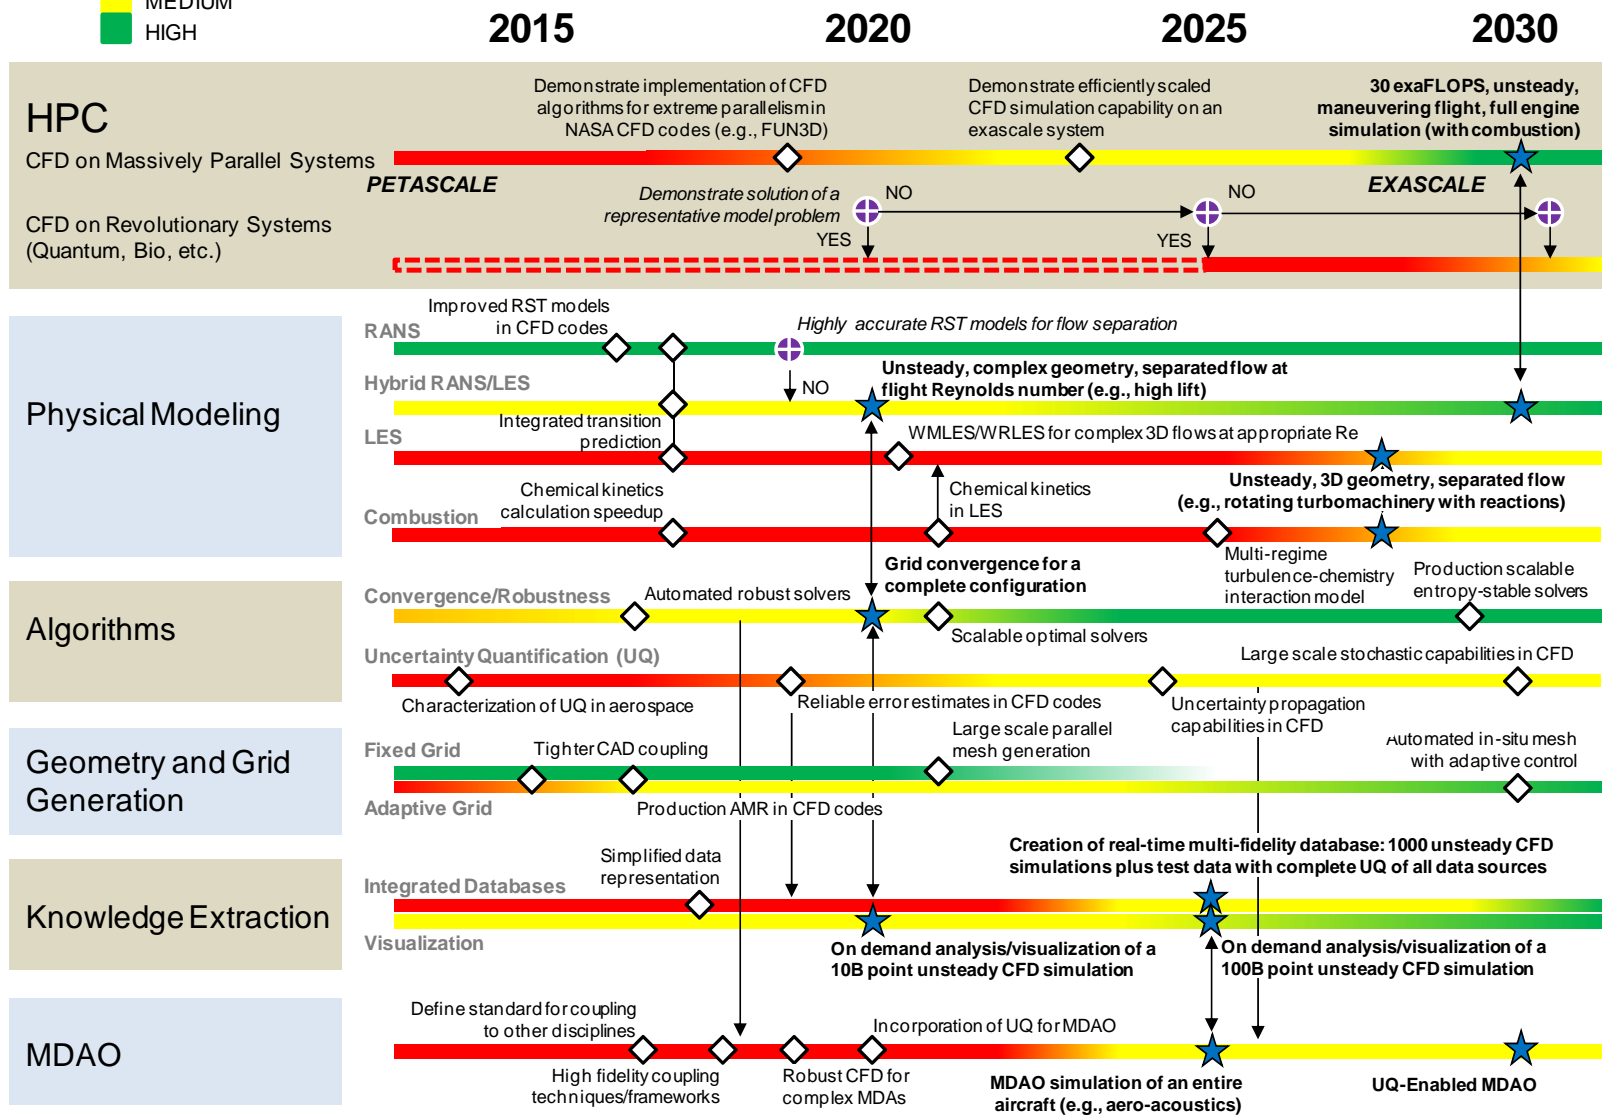 MEDIUM
HIGH
2015 2020 2025 2030
HPC
CFD on Massively Parallel Systems
CFD on Revolutionary Systems
(Quantum, Bio, etc.)
Demonstrate implementation of CFD
algorithms for extreme parallelism in
NASA CFD codes (e.g., FUN3D)
Demonstrate efficiently scaled
CFD simulation capability on an
exascale system
30 exaFLOPS, unsteady,
maneuvering flight, full engine
simulation (with combustion)
PETASCALE
EXASCALE
Demonstrate solution of a
representative model problem
NO
NO
YES
YES
Physical Modeling
RANS
Improved RST models
in CFD codes
Highly accurate RST models for flow separation
NO
Hybrid RANS/LES
Unsteady, complex geometry, separated flow at
flight Reynolds number (e.g., high lift)
Integrated transition
prediction
LES
WMLES/WRLES for complex 3D flows at appropriate Re
Unsteady, 3D geometry, separated flow
(e.g., rotating turbomachinery with reactions)
Chemical kinetics
calculation speedup
Chemical kinetics
in LES
Combustion
Multi-regime
turbulence-chemistry
interaction model
Grid convergence for a
complete configuration
Production scalable
entropy-stable solvers
Algorithms
Convergence/Robustness
Automated robust solvers
Scalable optimal solvers
Uncertainty Quantification (UQ)
Large scale stochastic capabilities in CFD
Characterization of UQ in aerospace
Reliable error estimates in CFD codes
Uncertainty propagation
capabilities in CFD
Geometry and Grid
Generation
Fixed Grid
Tighter CAD coupling
Large scale parallel
mesh generation
Automated in-situ mesh
with adaptive control
Adaptive Grid
Production AMR in CFD codes
Knowledge Extraction
Simplified data
representation
Creation of real-time multi-fidelity database: 1000 unsteady CFD
simulations plus test data with complete UQ of all data sources
Integrated Databases
Visualization
On demand analysis/visualization of a
10B point unsteady CFD simulation
On demand analysis/visualization of a
100B point unsteady CFD simulation
MDAO
Define standard for coupling
to other disciplines
Incorporation of UQ for MDAO
High fidelity coupling
techniques/frameworks
Robust CFD for
complex MDAs
MDAO simulation of an entire
aircraft (e.g., aero-acoustics)
UQ-Enabled MDAO